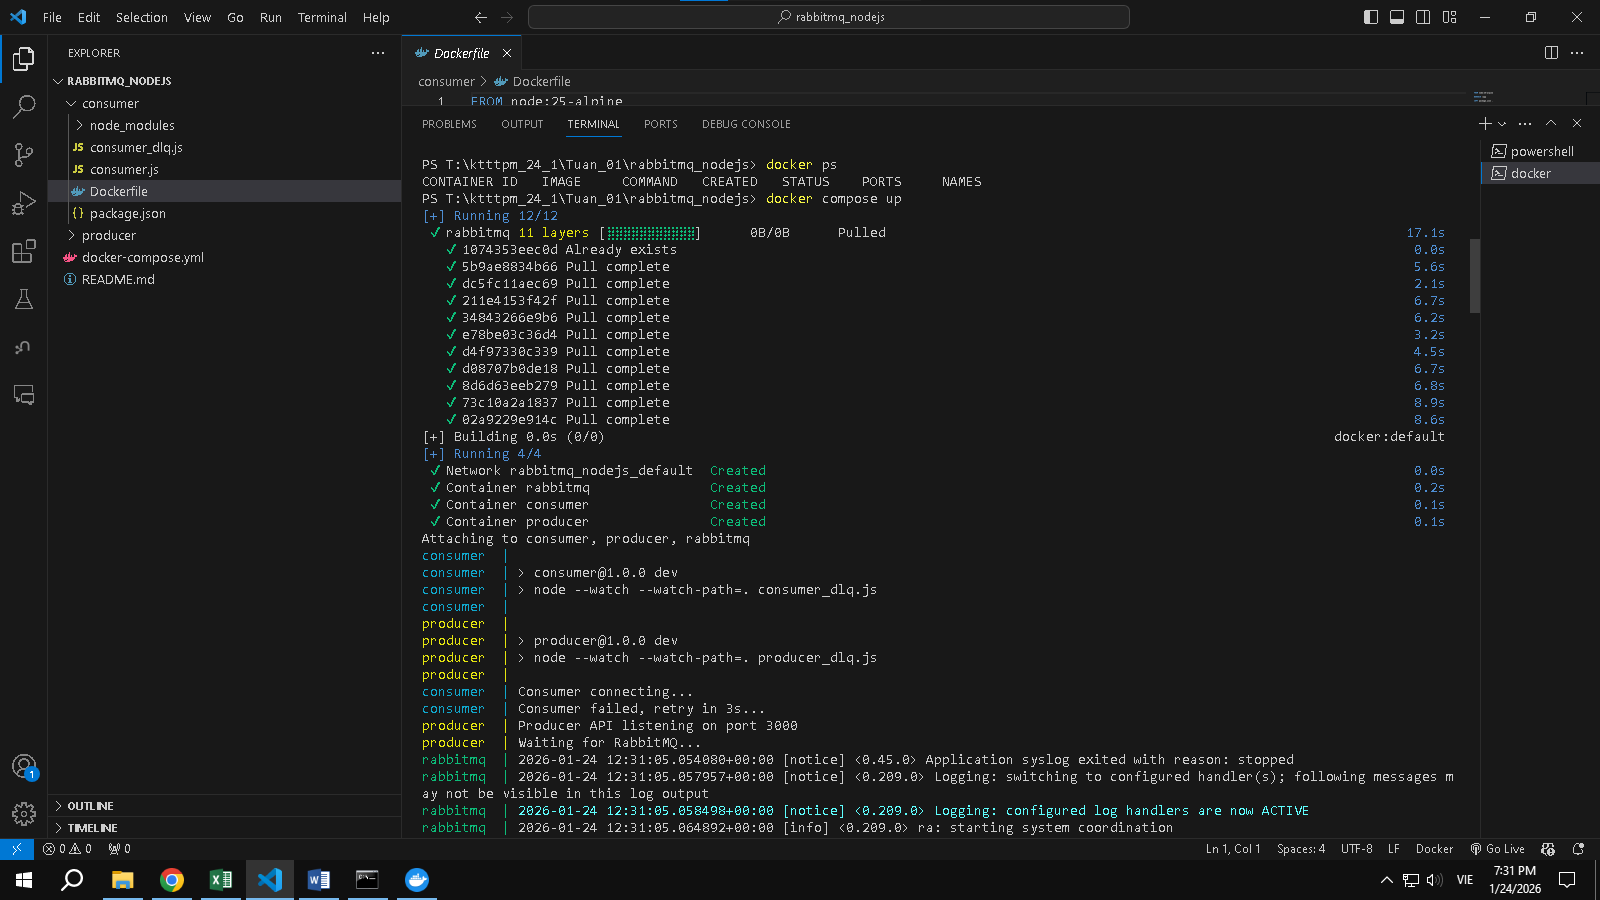 File Edit Selection View Go Run Terminal Help
rabbitmq_nodejs
EXPLORER
RABBITMQ_NODEJS
consumer
node_modules
JS consumer_dlq.js
JS consumer.js
Dockerfile
{} package.json
producer
docker-compose.yml
README.md
OUTLINE
TIMELINE
Dockerfile
consumer > Dockerfile
1 FROM node:25-alpine
PROBLEMS OUTPUT TERMINAL PORTS DEBUG CONSOLE
powershell
docker
PS T:\ktttpm_24_1\Tuan_01\rabbitmq_nodejs> docker ps
CONTAINER ID IMAGE COMMAND CREATED STATUS PORTS NAMES
PS T:\ktttpm_24_1\Tuan_01\rabbitmq_nodejs> docker compose up
[+] Running 12/12
✓ rabbitmq 11 layers [⣿⣿⣿⣿⣿⣿⣿⣿⣿⣿⣿] 0B/0B Pulled 17.1s
✓ 1074353eec0d Already exists 0.0s
✓ 5b9ae8834b66 Pull complete 5.6s
✓ dc5fc11aec69 Pull complete 2.1s
✓ 211e4153f42f Pull complete 6.7s
✓ 34843266e9b6 Pull complete 6.2s
✓ e78be03c36d4 Pull complete 3.2s
✓ d4f97330c339 Pull complete 4.5s
✓ d08707b0de18 Pull complete 6.7s
✓ 8d6d63eeb279 Pull complete 6.8s
✓ 73c10a2a1837 Pull complete 8.9s
✓ 02a9229e914c Pull complete 8.6s
[+] Building 0.0s (0/0) docker:default
[+] Running 4/4
✓ Network rabbitmq_nodejs_default Created 0.0s
✓ Container rabbitmq Created 0.2s
✓ Container consumer Created 0.1s
✓ Container producer Created 0.1s
Attaching to consumer, producer, rabbitmq
consumer |
consumer | > consumer@1.0.0 dev
consumer | > node --watch --watch-path=. consumer_dlq.js
consumer |
producer |
producer | > producer@1.0.0 dev
producer | > node --watch --watch-path=. producer_dlq.js
producer |
consumer | Consumer connecting...
consumer | Consumer failed, retry in 3s...
producer | Producer API listening on port 3000
producer | Waiting for RabbitMQ...
rabbitmq | 2026-01-24 12:31:05.054080+00:00 [notice] <0.45.0> Application syslog exited with reason: stopped
rabbitmq | 2026-01-24 12:31:05.057957+00:00 [notice] <0.209.0> Logging: switching to configured handler(s); following messages m
ay not be visible in this log output
rabbitmq | 2026-01-24 12:31:05.058498+00:00 [notice] <0.209.0> Logging: configured log handlers are now ACTIVE
rabbitmq | 2026-01-24 12:31:05.064892+00:00 [info] <0.209.0> ra: starting system coordination
1
0 0 0 Ln 1, Col 1 Spaces: 4 UTF-8 LF Docker Go Live
VIE
7:31 PM
1/24/2026